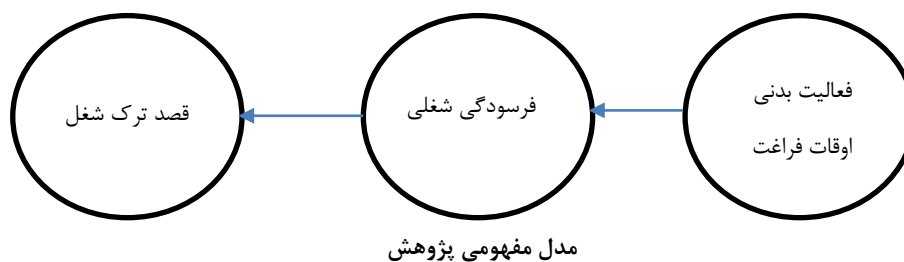 فعالیت بدنی
اوقات فراغت
فرسودگی شغلی
قصد ترک شغل
مدل مفهومی پژوهش